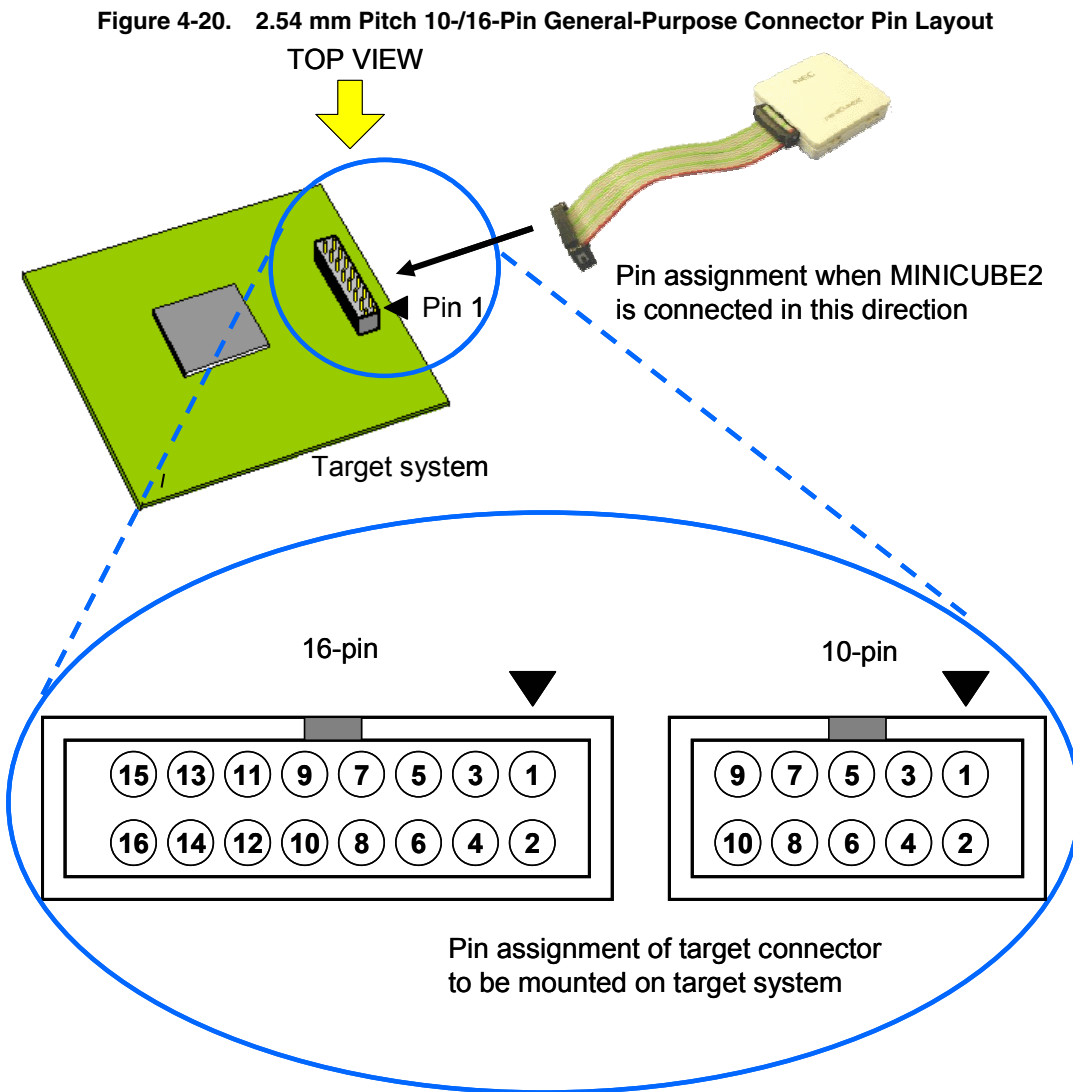 Figure 4-20. 2.54 mm Pitch 10-/16-Pin General-Purpose Connector Pin Layout
TOP VIEW
NEC
MINICUBE
Pin assignment when MINICUBE2
is connected in this direction
Pin 1
Target system
16-pin
10-pin
15 13 11 9 7 5 3 1
9 7 5 3 1
16 14 12 10 8 6 4 2
10 8 6 4 2
Pin assignment of target connector
to be mounted on target system